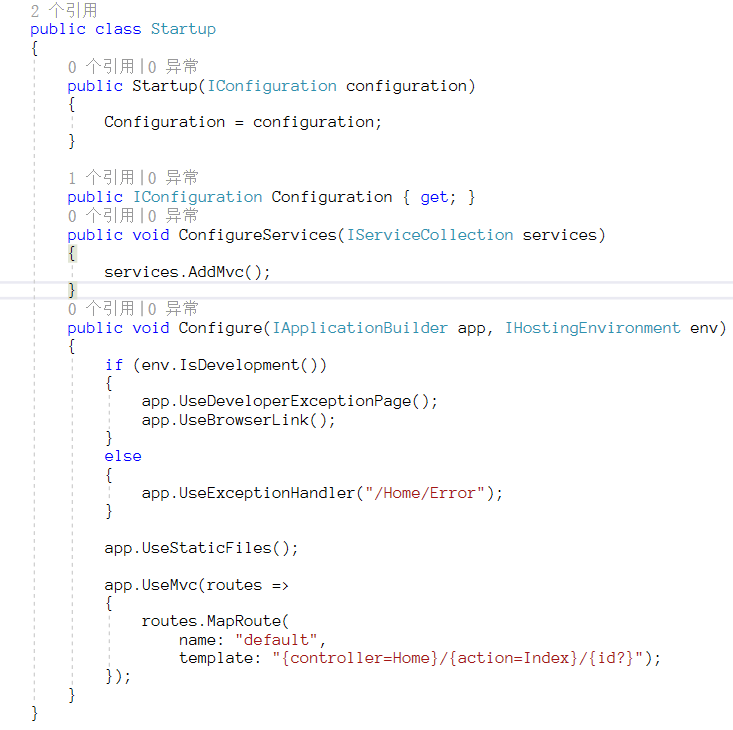 2 个引用
public class Startup
{
0 个引用|0 异常
public Startup(IConfiguration configuration)
{
Configuration = configuration;
}
1 个引用|0 异常
public IConfiguration Configuration { get; }
0 个引用|0 异常
public void ConfigureServices(IServiceCollection services)
{
services.AddMvc();
}
0 个引用|0 异常
public void Configure(IApplicationBuilder app, IHostingEnvironment env)
{
if (env.IsDevelopment())
{
app.UseDeveloperExceptionPage();
app.UseBrowserLink();
}
else
{
app.UseExceptionHandler("/Home/Error");
}
app.UseStaticFiles();
app.UseMvc(routes =>
{
routes.MapRoute(
name: "default",
template: "{controller=Home}/{action=Index}/{id?}");
});
}
}